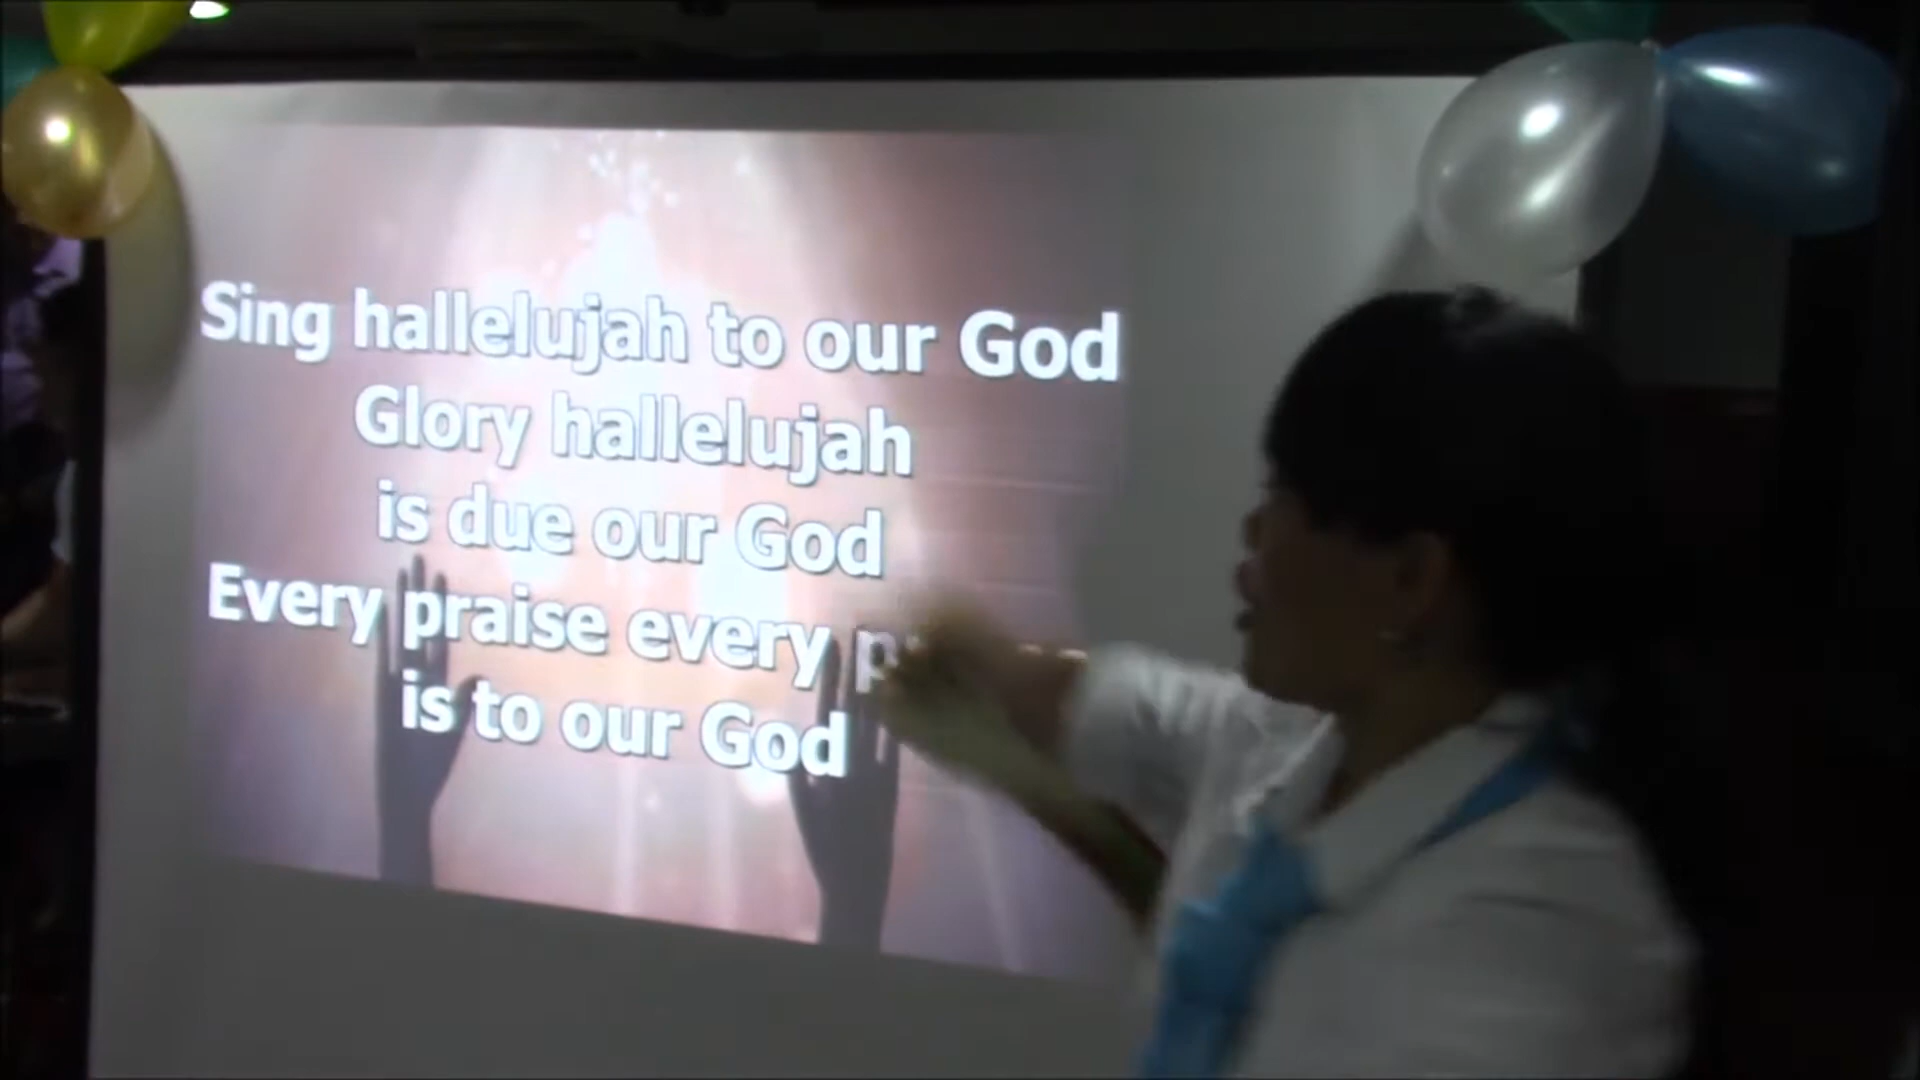 Sing hallelujah to our God
Glory hallelujah
is due our God
Every praise every
is to our God